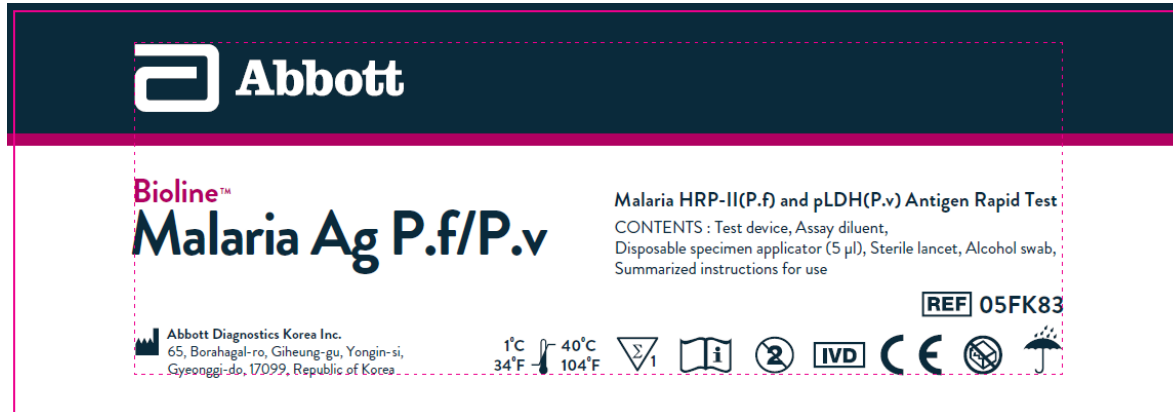 Abbott
Bioline™
Malaria Ag P.f/P.v
Malaria HRP-II(P.f) and pLDH(P.v) Antigen Rapid Test
CONTENTS : Test device, Assay diluent,
Disposable specimen applicator (5 μl), Sterile lancet, Alcohol swab,
Summarized instructions for use
REF 05FK83
Abbott Diagnostics Korea Inc.
65, Borahagal-ro, Giheung-gu, Yongin-si,
Gyeonggi-do, 17099, Republic of Korea
1°C 40°C
34°F 104°F
Σ 1
i
2
IVD
CE